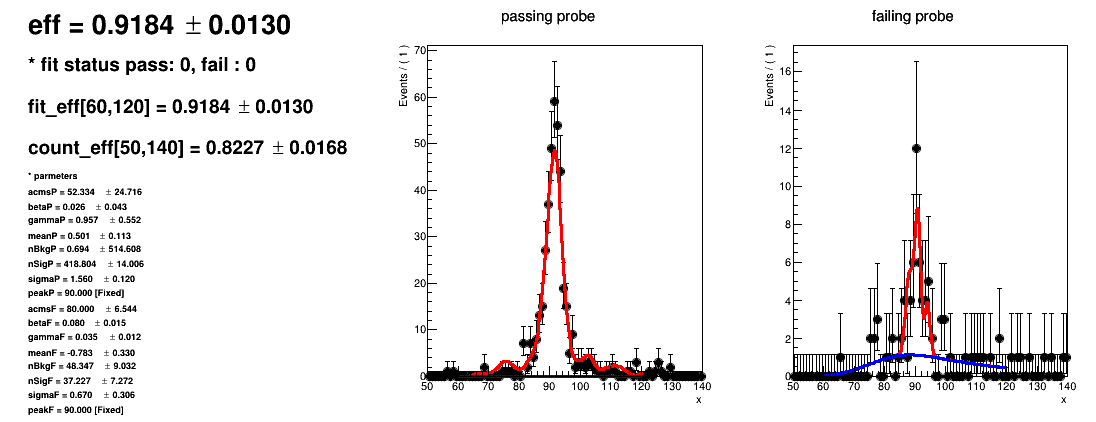 eff = 0.9184 ± 0.0130
* fit status pass: 0, fail : 0
fit_eff[60,120] = 0.9184 ± 0.0130
count_eff[50,140] = 0.8227 ± 0.0168
* parmeters
acmsP = 52.334 ± 24.716
betaP = 0.026 ± 0.043
gammaP = 0.957 ± 0.552
meanP = 0.501 ± 0.113
nBkgP = 0.694 ± 514.608
nSigP = 418.804 ± 14.006
sigmaP = 1.560 ± 0.120
peakP = 90.000 [Fixed]
acmsF = 80.000 ± 6.544
betaF = 0.080 ± 0.015
gammaF = 0.035 ± 0.012
meanF = -0.783 ± 0.330
nBkgF = 48.347 ± 9.032
nSigF = 37.227 ± 7.272
sigmaF = 0.670 ± 0.306
peakF = 90.000 [Fixed]
passing probe
Events / ( 1 )
70
60
50
40
30
20
10
0
50 60 70 80 90 100 110 120 130 140
x
failing probe
Events / ( 1 )
16
14
12
10
8
6
4
2
0
50 60 70 80 90 100 110 120 130 140
x